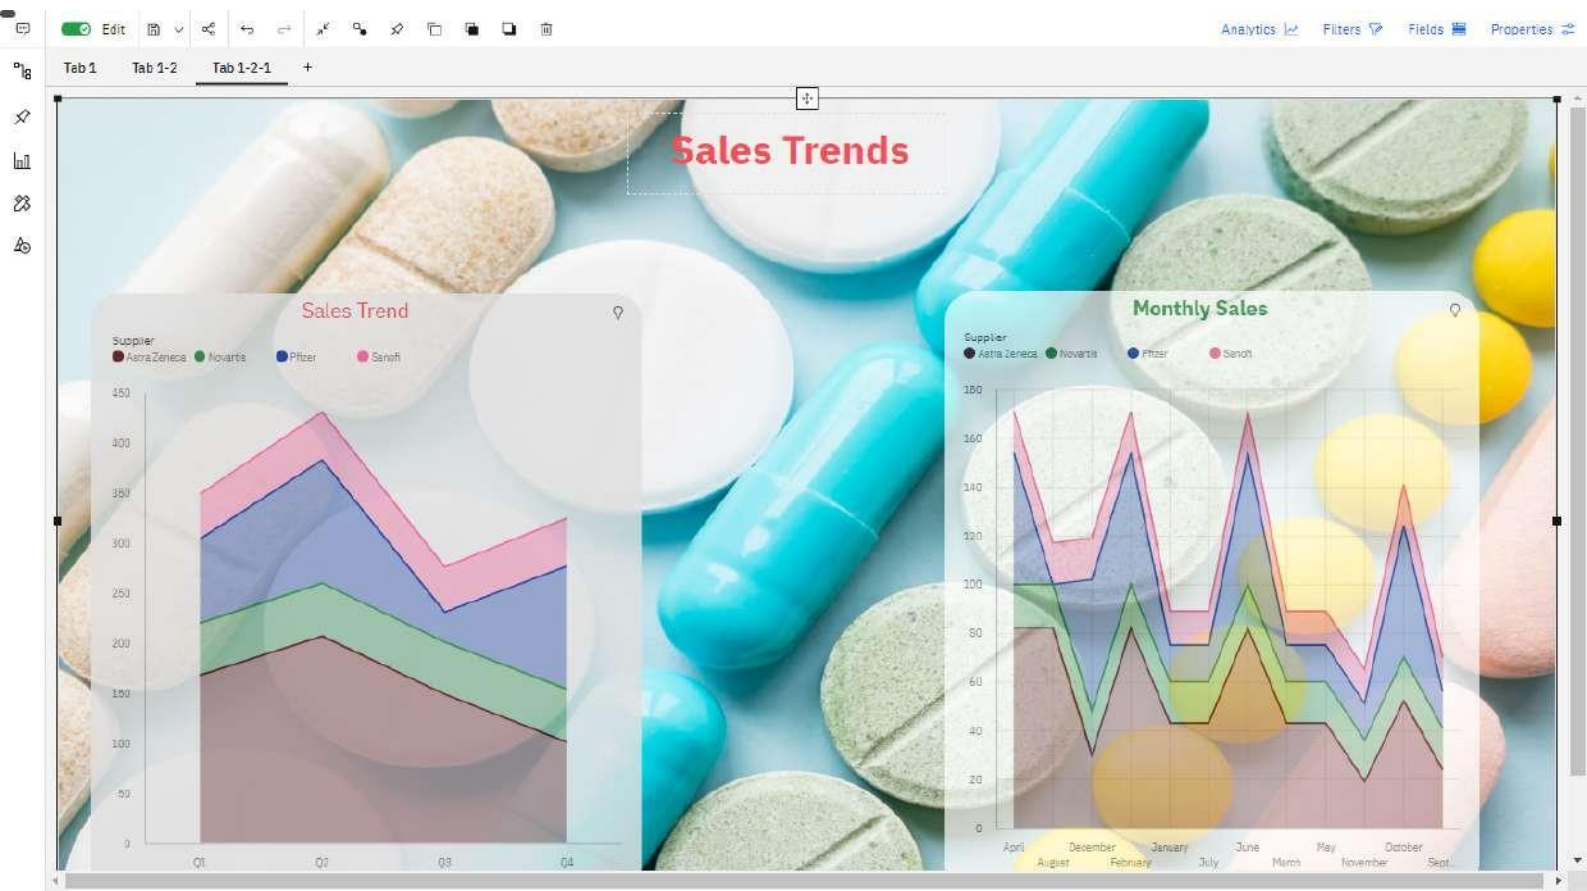 Edit
Analytics
Filters
Fields
Properties
Tab 1
Tab 1-2
Tab 1-2-1
+
Sales Trends
Sales Trend
Supplier
Astra Zeneca
Novartis
Pfizer
Sanofi
450
400
350
300
250
200
150
100
50
0
Q1
Q2
Q3
Q4
Monthly Sales
Supplier
Astra Zeneca
Novartis
Pfizer
Sanofi
180
160
140
120
100
80
60
40
20
0
April
December
January
June
May
October
August
February
July
March
November
Sept...